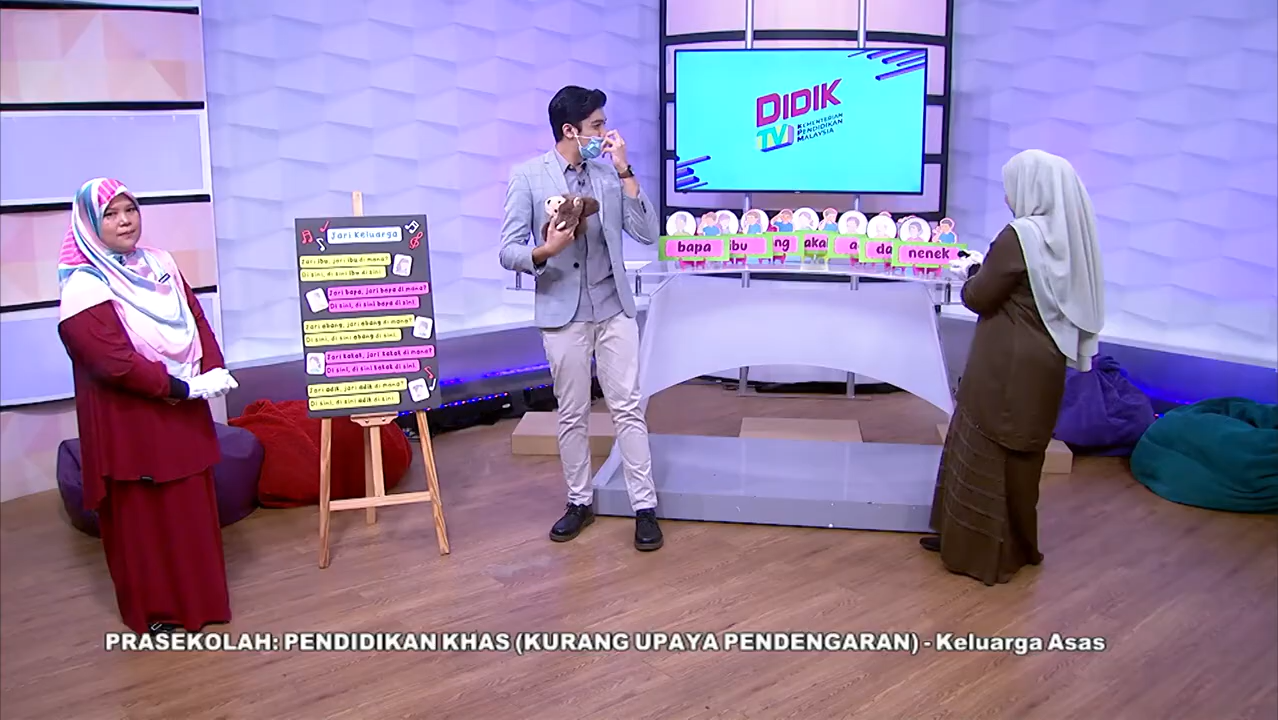 DIDIK
TV
KEMENTERIAN
PENDIDIKAN
MALAYSIA
Jari Keluarga
Jari ibu, jari ibu di mana?
Di sini, di sini ibu di sini.
Jari bapa, jari bapa di mana?
Di sini, di sini bapa di sini.
Jari abang, jari abang di mana?
Di sini, di sini abang di sini.
Jari kakak, jari kakak di mana?
Di sini, di sini kakak di sini.
Jari adik, jari adik di mana?
Di sini, di sini adik di sini.
bapa ibu ng aka a da nenek
PRASEKOLAH: PENDIDIKAN KHAS (KURANG UPAYA PENDENGARAN) - Keluarga Asas